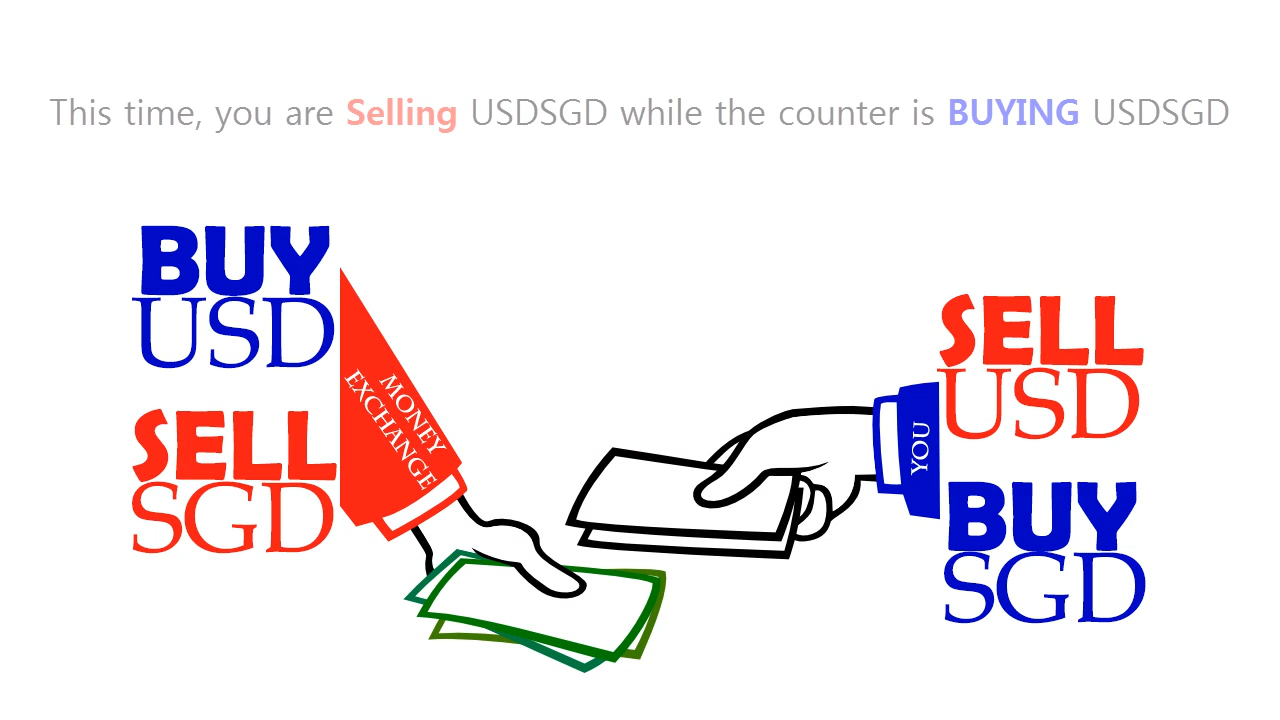 This time, you are Selling USDSGD while the counter is BUYING USDSGD
BUY
USD
SELL
SGD
MONEY
EXCHANGE
YOU
SELL
USD
BUY
SGD